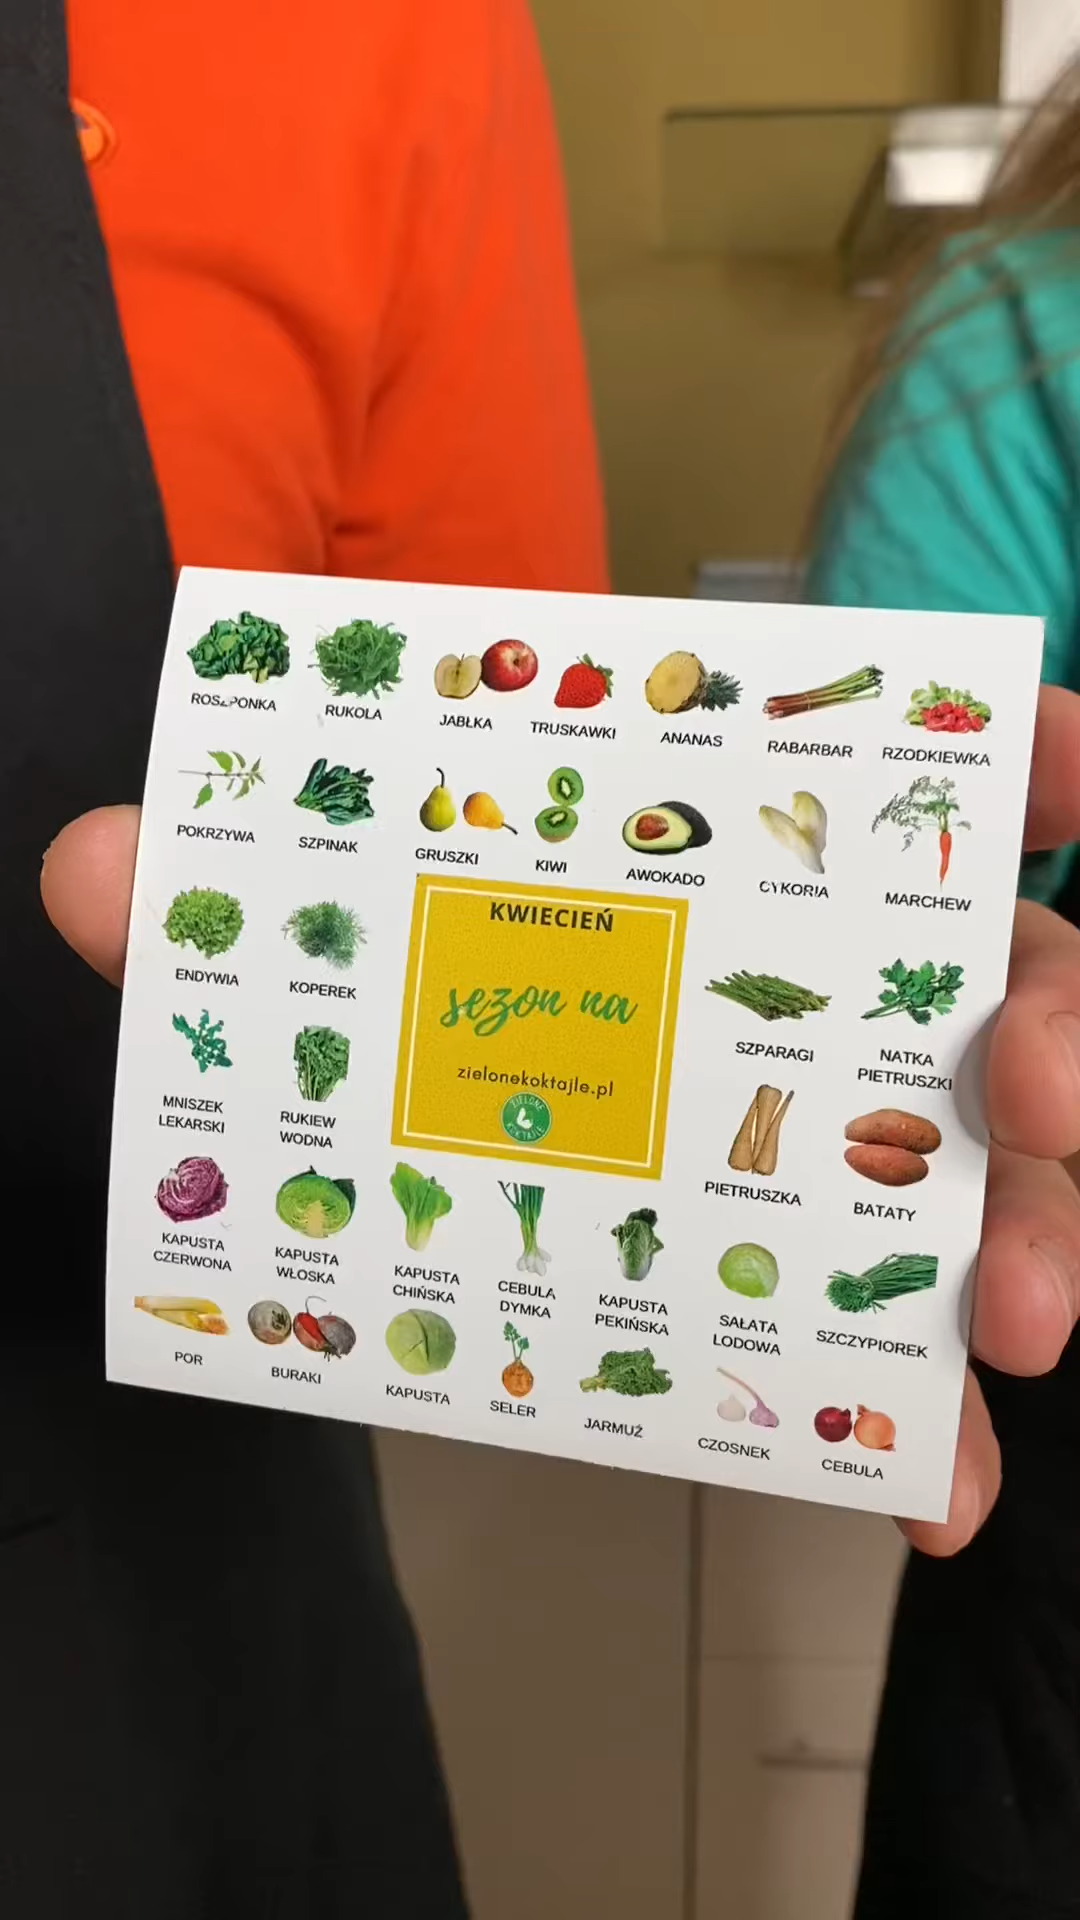 ROSZPONKA
RUKOLA
JABŁKA
TRUSKAWKI
ANANAS
RABARBAR
RZODKIEWKA
POKRZYWA
SZPINAK
GRUSZKI
KIWI
AWOKADO
CYKORIA
MARCHEW
ENDYWIA
KOPEREK
KWIECIEŃ
sezon na
zielonekoktajle.pl
ZIELONE
KOKTAJLE
SZPARAGI
NATKA
PIETRUSZKI
MNISZEK
LEKARSKI
RUKIEW
WODNA
PIETRUSZKA
BATATY
KAPUSTA
CZERWONA
KAPUSTA
WŁOSKA
KAPUSTA
CHIŃSKA
CEBULA
DYMKA
KAPUSTA
PEKIŃSKA
SAŁATA
LODOWA
SZCZYPIOREK
POR
BURAKI
KAPUSTA
SELER
JARMUŻ
CZOSNEK
CEBULA